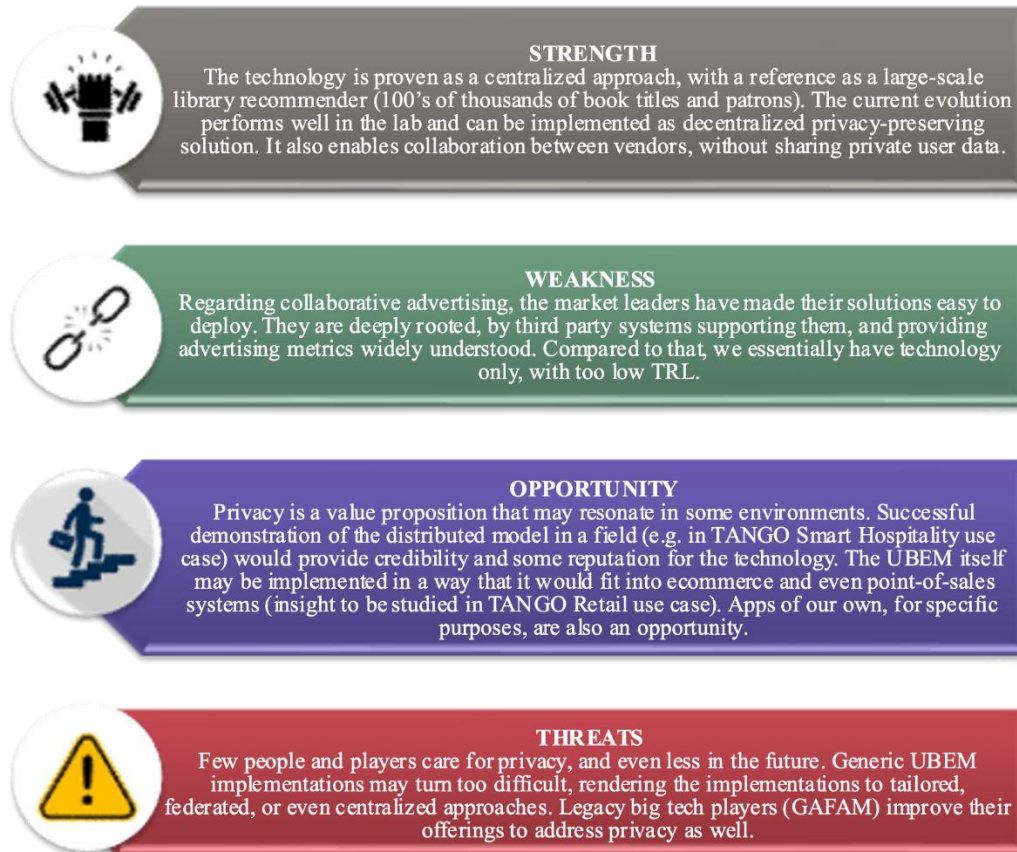 STRENGTH
The technology is proven as a centralized approach, with a reference as a large-scale
library recommender (100’s of thousands of book titles and patrons). The current evolution
performs well in the lab and can be implemented as decentralized privacy-preserving
solution. It also enables collaboration between vendors, without sharing private user data.
WEAKNESS
Regarding collaborative advertising, the market leaders have made their solutions easy to
deploy. They are deeply rooted, by third party systems supporting them, and providing
advertising metrics widely understood. Compared to that, we essentially have technology
only, with too low TRL.
OPPORTUNITY
Privacy is a value proposition that may resonate in some environments. Successful
demonstration of the distributed model in a field (e.g. in TANGO Smart Hospitality use
case) would provide credibility and some reputation for the technology. The UBEM itself
may be implemented in a way that it would fit into ecommerce and even point-of-sales
systems (insight to be studied in TANGO Retail use case). Apps of our own, for specific
purposes, are also an opportunity.
THREATS
Few people and players care for privacy, and even less in the future. Generic UBEM
implementations may turn too difficult, rendering the implementations to tailored,
federated, or even centralized approaches. Legacy big tech players (GAFAM) improve their
offerings to address privacy as well.